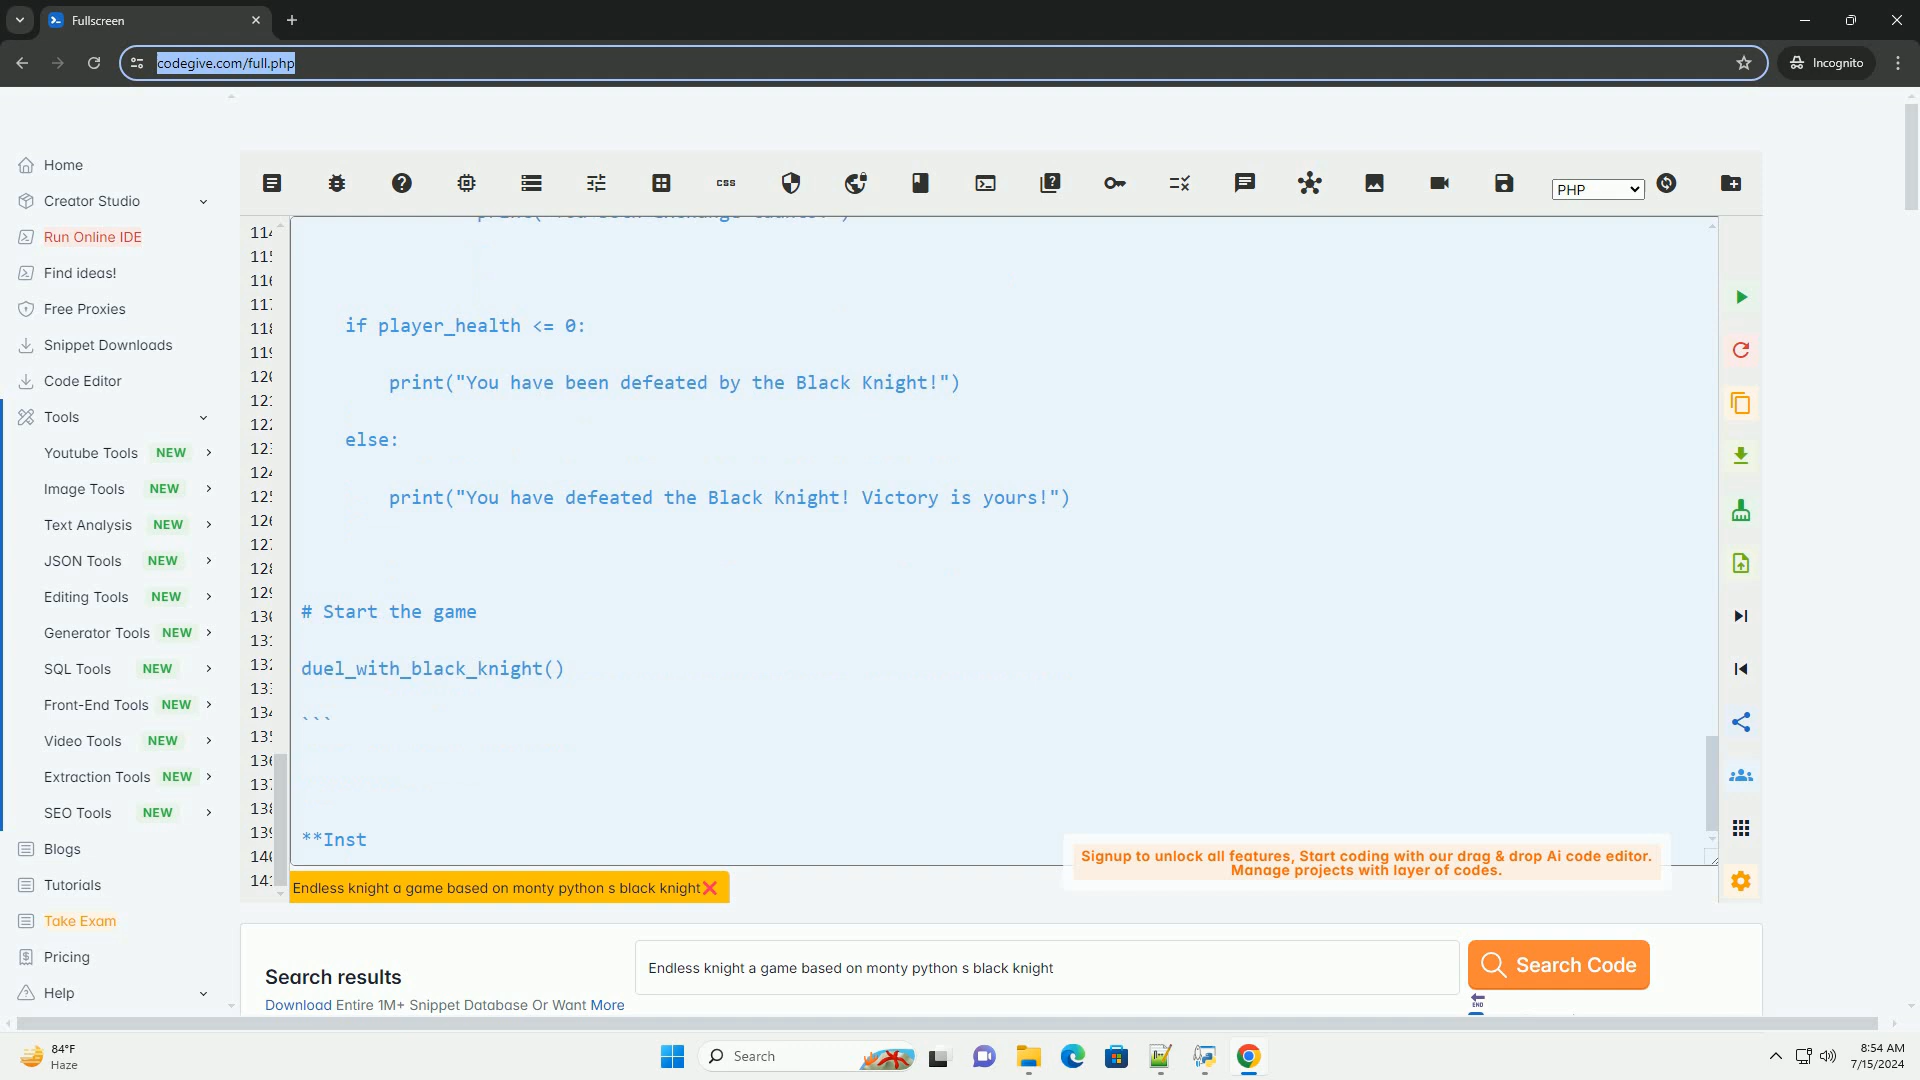 Fullscreen
codegive.com/full.php
Incognito
Home
Creator Studio
Run Online IDE
Find ideas!
Free Proxies
Snippet Downloads
Code Editor
Tools
Youtube Tools NEW
Image Tools NEW
Text Analysis NEW
JSON Tools NEW
Editing Tools NEW
Generator Tools NEW
SQL Tools NEW
Front-End Tools NEW
Video Tools NEW
Extraction Tools NEW
SEO Tools NEW
Blogs
Tutorials
Take Exam
Pricing
Help
css
PHP
if player_health <= 0:
print("You have been defeated by the Black Knight!")
else:
print("You have defeated the Black Knight! Victory is yours!")
# Start the game
duel_with_black_knight()
```
**Inst
Signup to unlock all features, Start coding with our drag & drop Ai code editor.
Manage projects with layer of codes.
Endless knight a game based on monty python s black knight
Search results
Download Entire 1M+ Snippet Database Or Want More
Endless knight a game based on monty python s black knight
Search Code
END
84°F
Haze
Search
8:54 AM
7/15/2024